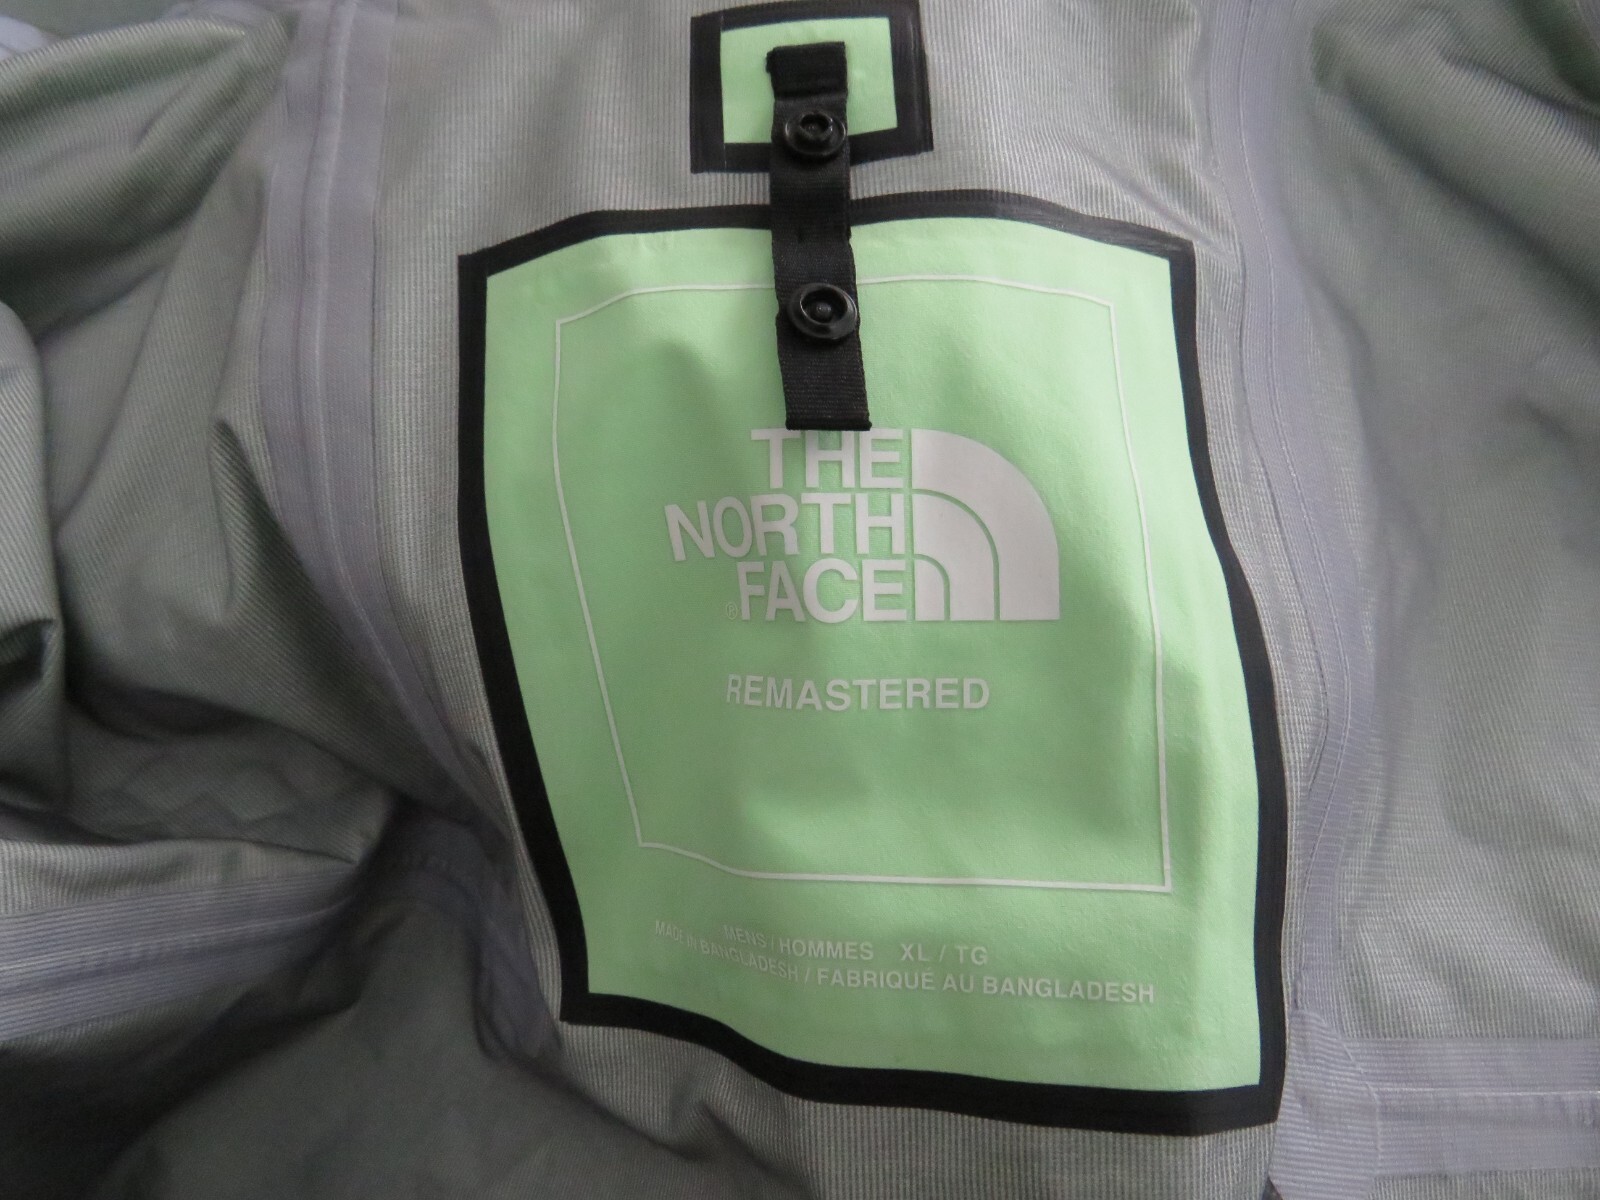 THE
NORTH
FACE
®
REMASTERED
MENS / HOMMES XL / TG
MADE IN BANGLADESH / FABRIQUÉ AU BANGLADESH